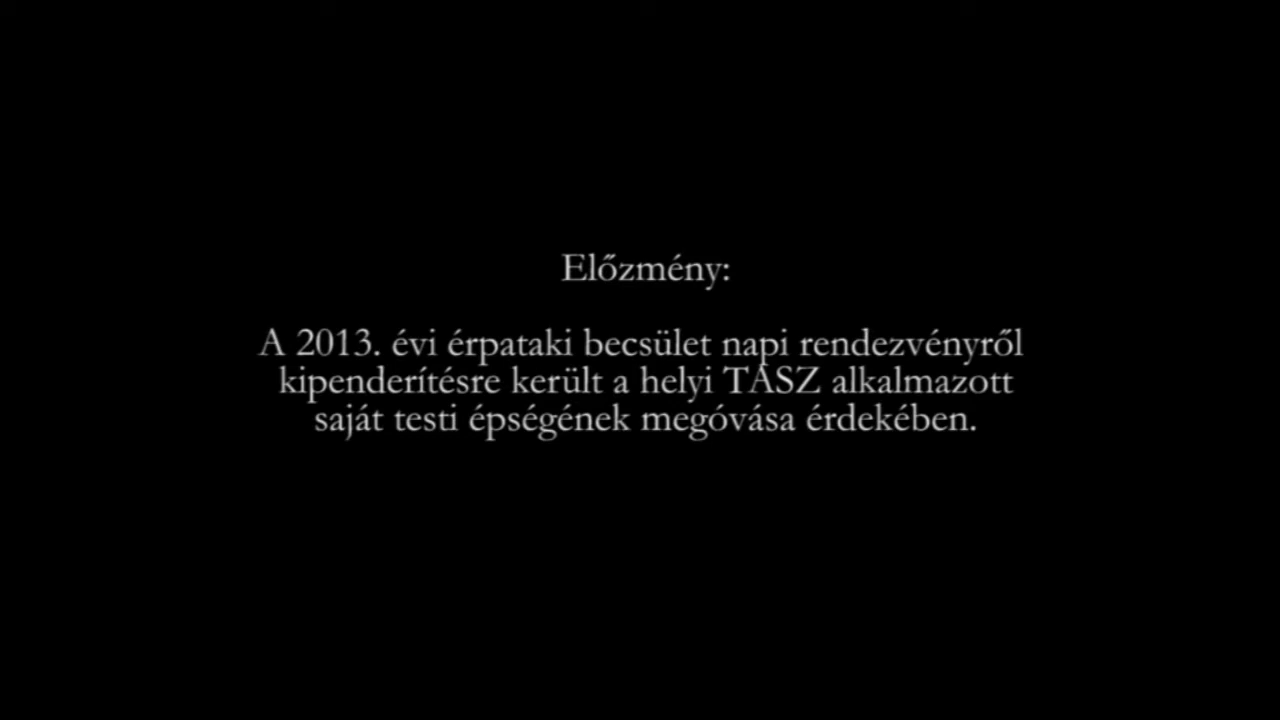 Előzmény:
A 2013. évi érpataki becsület napi rendezvényről
kipenderítésre került a helyi TASZ alkalmazott
saját testi épségének megóvása érdekében.